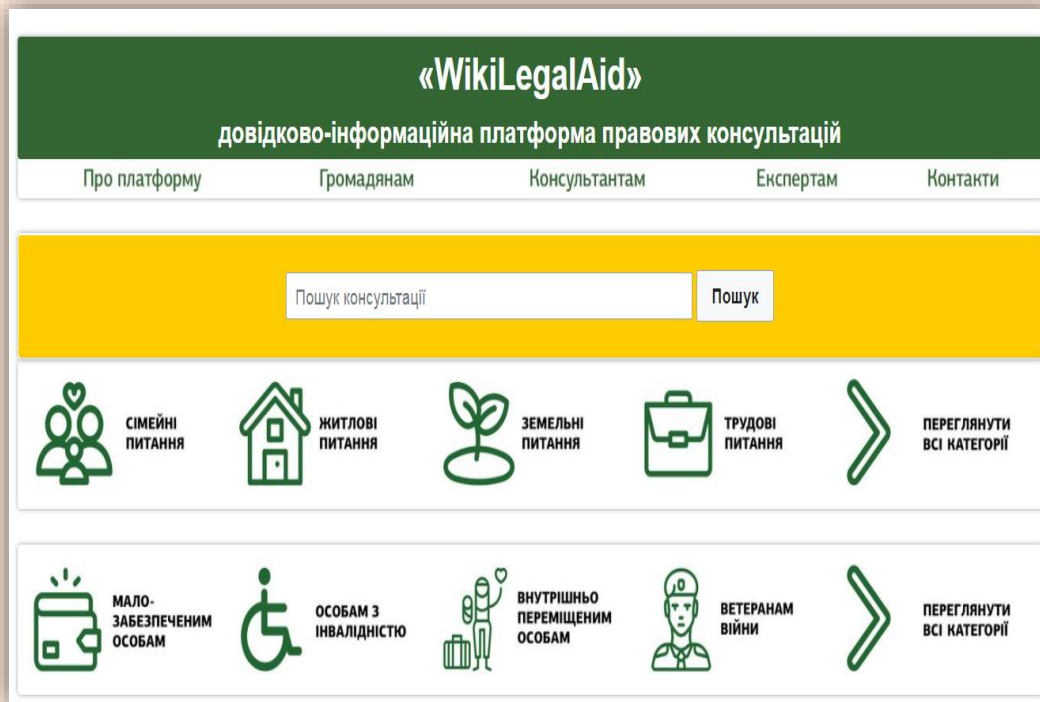 «WikiLegalAid»
довідково-інформаційна платформа правових консультацій
Про платформу Громадянам Консультантам Експертам Контакти
Пошук консультації Пошук
СІМЕЙНІ
ПИТАННЯ
ЖИТЛОВІ
ПИТАННЯ
ЗЕМЕЛЬНІ
ПИТАННЯ
ТРУДОВІ
ПИТАННЯ
ПЕРЕГЛЯНУТИ
ВСІ КАТЕГОРІЇ
МАЛО-
ЗАБЕЗПЕЧЕНИМ
ОСОБАМ
ОСОБАМ З
ІНВАЛІДНІСТЮ
ВНУТРІШНЬО
ПЕРЕМІЩЕНИМ
ОСОБАМ
ВЕТЕРАНАМ
ВІЙНИ
ПЕРЕГЛЯНУТИ
ВСІ КАТЕГОРІЇ